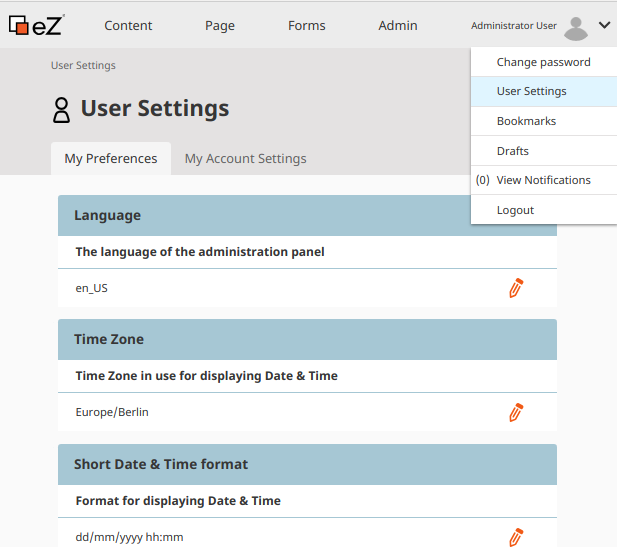 eZ
Content
Page
Forms
Admin
Administrator User
Change password
User Settings
Bookmarks
Drafts
(0) View Notifications
Logout
User Settings
User Settings
My Preferences
My Account Settings
Language
The language of the administration panel
en_US
Time Zone
Time Zone in use for displaying Date & Time
Europe/Berlin
Short Date & Time format
Format for displaying Date & Time
dd/mm/yyyy hh:mm